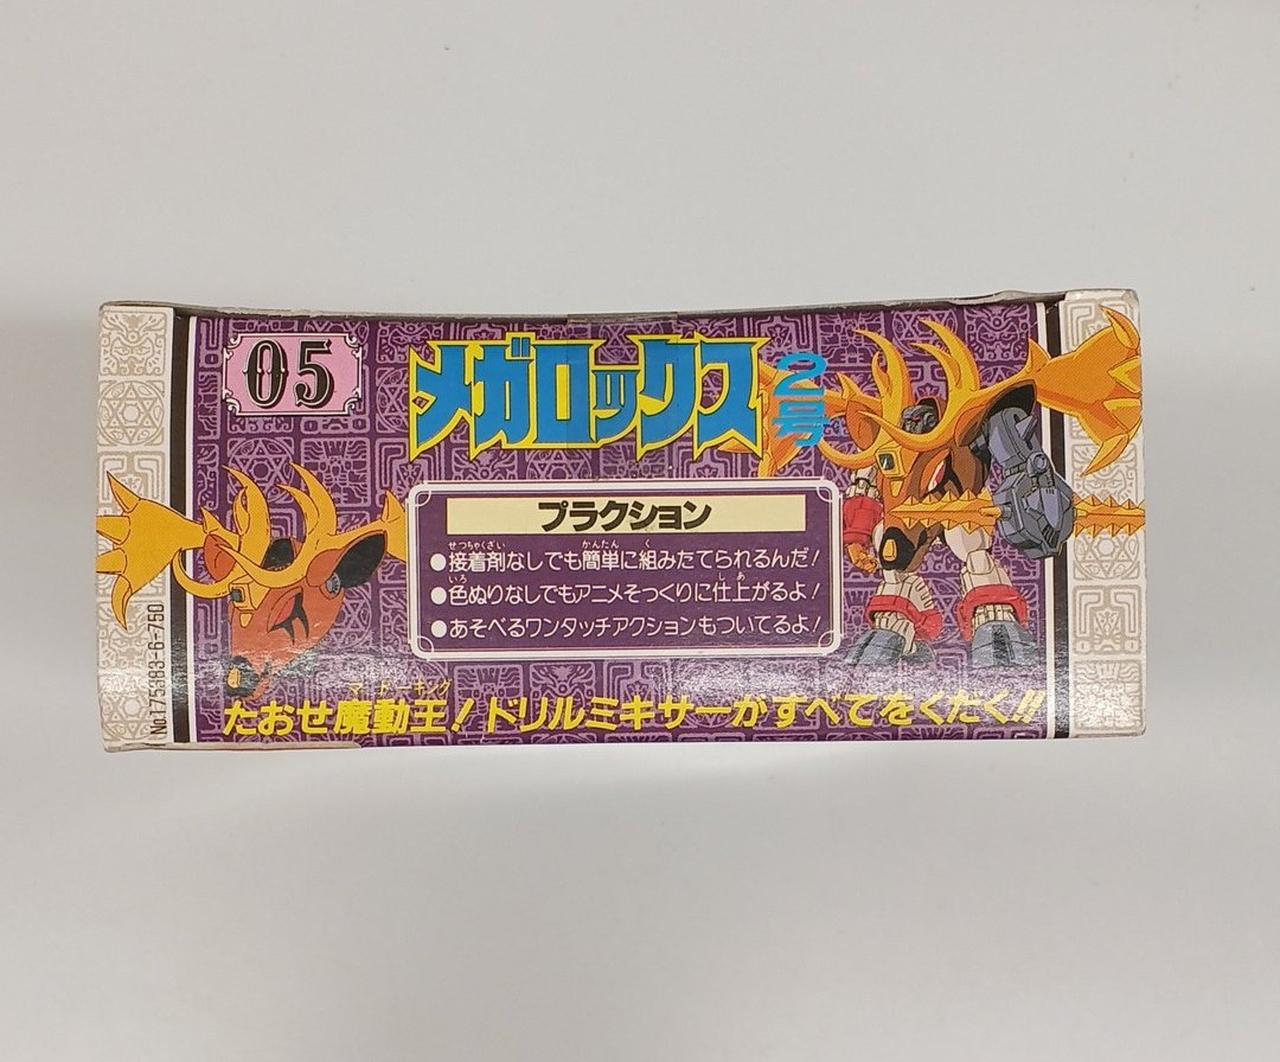 05
メガロックス2号
プラクション
●接着剤なしでも簡単に組みたてられるんだ!
●色ぬりなしでもアニメそっくりに仕上がるよ!
●あそべるワンタッチアクションもついてるよ!
たおせ魔動王!ドリルミキサーがすべてをくだく!!